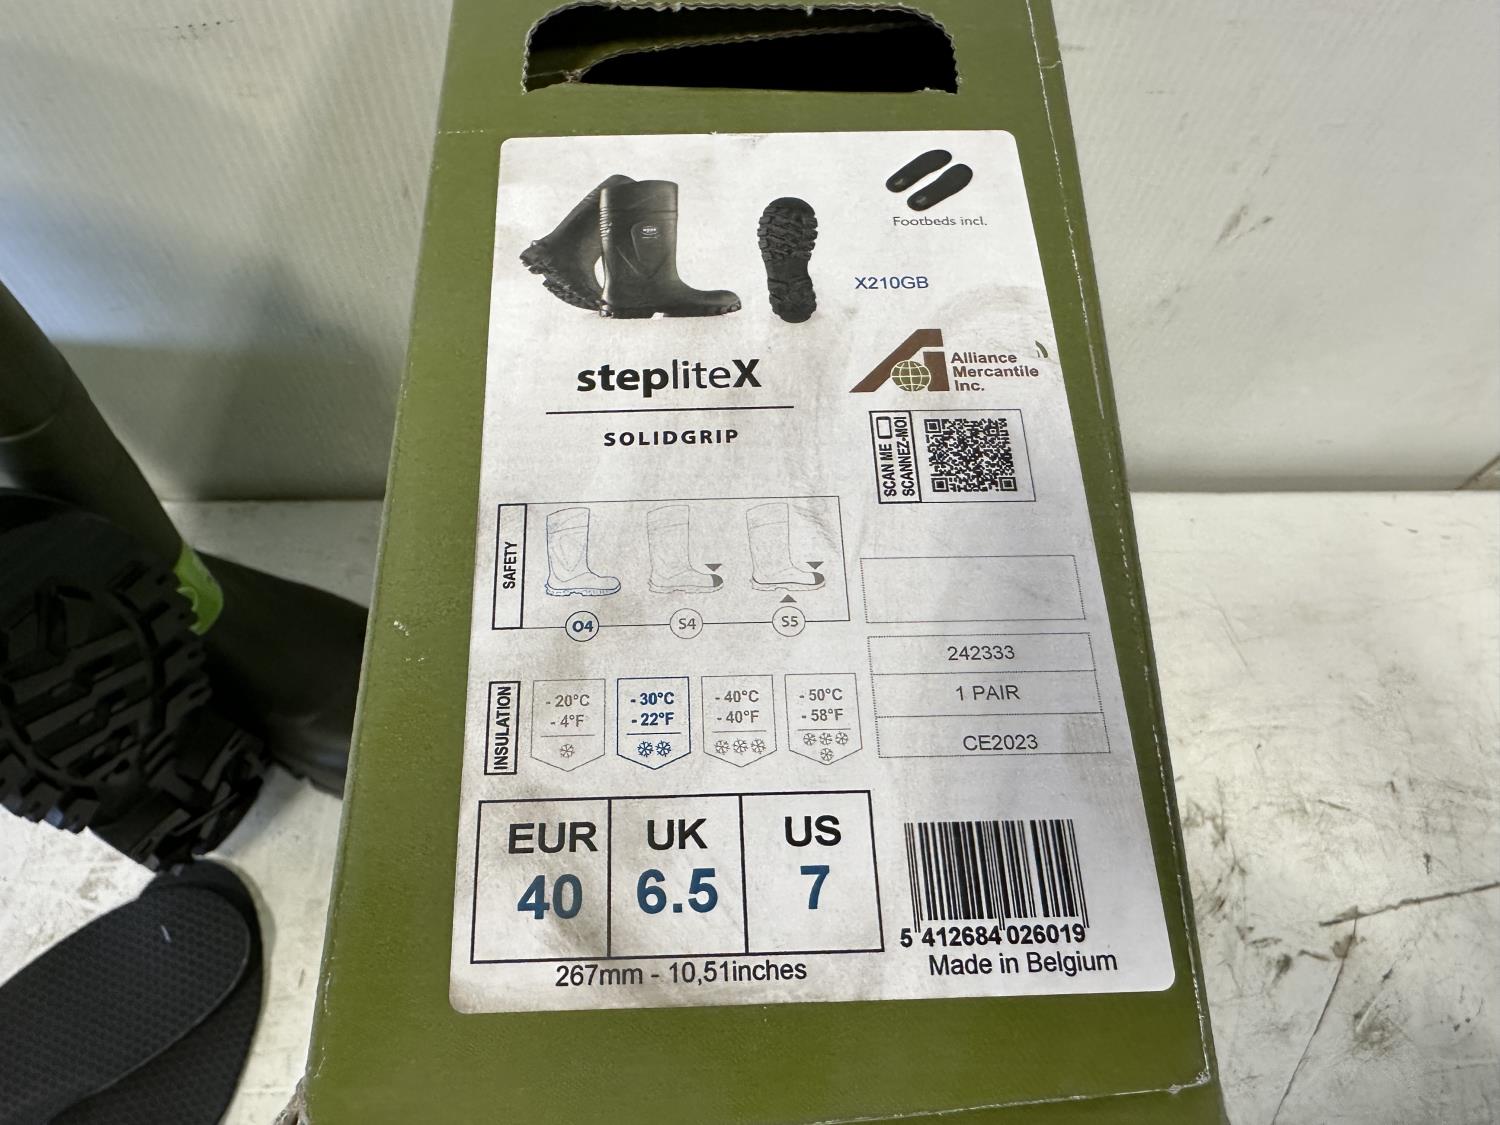 Footbeds incl.
X210GB
stepliteX
SOLIDGRIP
Alliance
Mercantile
Inc.
SCAN ME
SCANNEZ-MOI
SAFETY
O4
S4
S5
INSULATION
- 20°C
- 4°F
- 30°C
- 22°F
- 40°C
- 40°F
- 50°C
- 58°F
242333
1 PAIR
CE2023
EUR
40
UK
6.5
US
7
267mm - 10,51inches
5 412684 026019
Made in Belgium